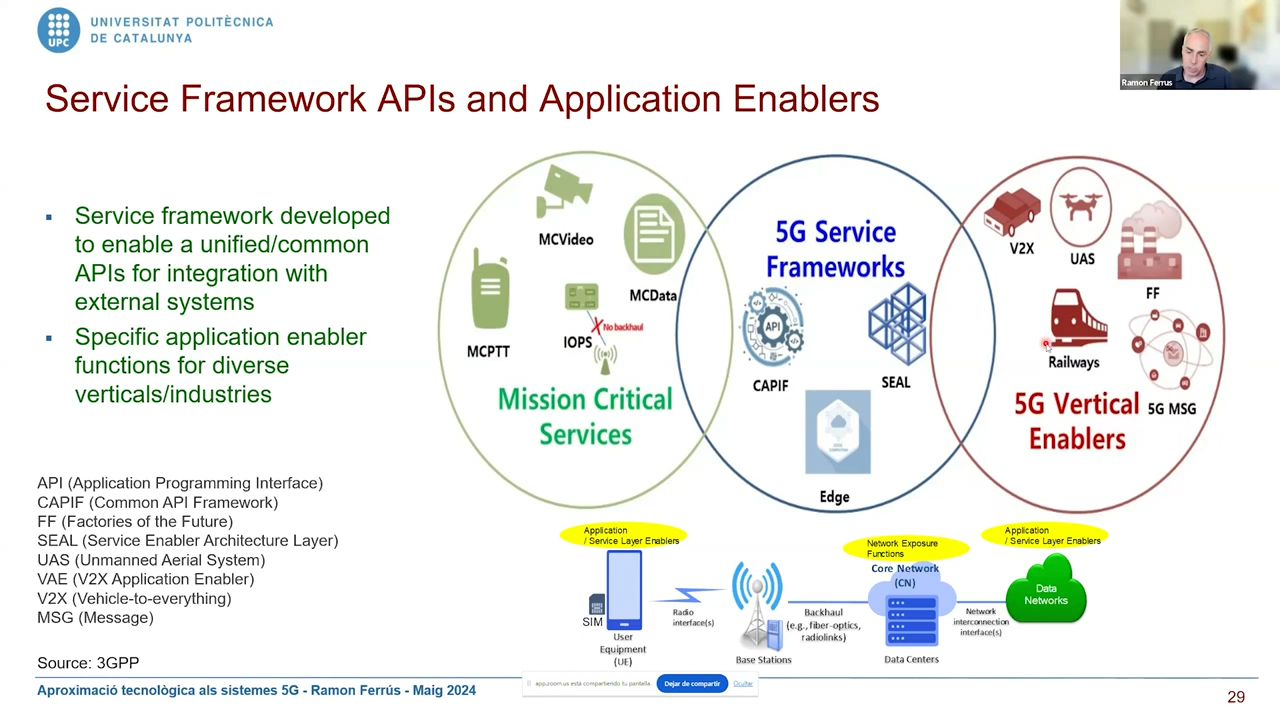 UNIVERSITAT POLITÈCNICA
DE CATALUNYA
UPC
Ramon Ferrus
Service Framework APIs and Application Enablers
Service framework developed
to enable a unified/common
APIs for integration with
external systems
Specific application enabler
functions for diverse
verticals/industries
API (Application Programming Interface)
CAPIF (Common API Framework)
FF (Factories of the Future)
SEAL (Service Enabler Architecture Layer)
UAS (Unmanned Aerial System)
VAE (V2X Application Enabler)
V2X (Vehicle-to-everything)
MSG (Message)
Source: 3GPP
MCVideo
MCData
MCPTT
IOPS
No backhaul
Mission Critical
Services
5G Service
Frameworks
API
CAPIF
SEAL
Edge
V2X
UAS
FF
Railways
5G MSG
5G Vertical
Enablers
Application
/ Service Layer Enablers
Network Exposure
Functions
Application
/ Service Layer Enablers
SIM
User
Equipment
(UE)
Radio
interface(s)
Base Stations
Backhaul
(e.g., fiber-optics,
radiolinks)
Core Network
(CN)
Data Centers
Network
interconnection
interface(s)
Data
Networks
Aproximació tecnològica als sistemes 5G - Ramon Ferrús - Maig 2024
app.zoom.us está compartiendo tu pantalla.
Dejar de compartir
Ocultar
29